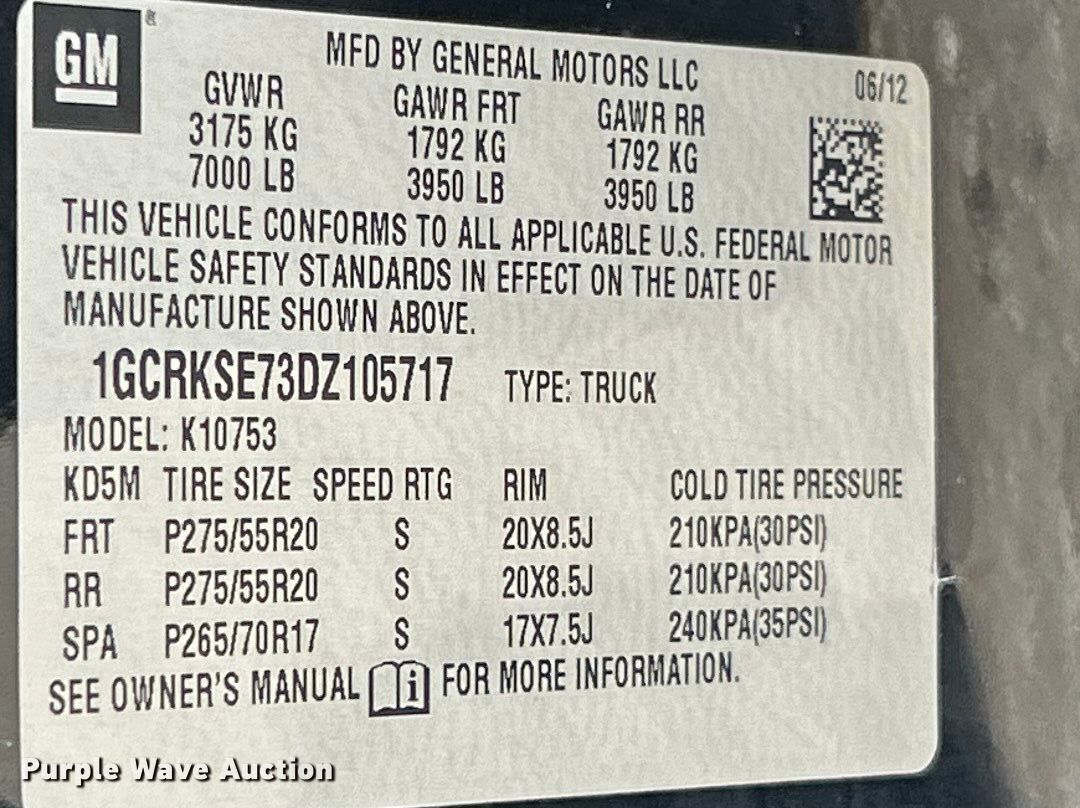 GM
MFD BY GENERAL MOTORS LLC
06/12
GVWR GAWR FRT GAWR RR
3175 KG 1792 KG 1792 KG
7000 LB 3950 LB 3950 LB
THIS VEHICLE CONFORMS TO ALL APPLICABLE U.S. FEDERAL MOTOR
VEHICLE SAFETY STANDARDS IN EFFECT ON THE DATE OF
MANUFACTURE SHOWN ABOVE.
1GCRKSE73DZ105717 TYPE: TRUCK
MODEL: K10753
KD5M TIRE SIZE SPEED RTG RIM COLD TIRE PRESSURE
FRT P275/55R20 S 20X8.5J 210KPA(30PSI)
RR P275/55R20 S 20X8.5J 210KPA(30PSI)
SPA P265/70R17 S 17X7.5J 240KPA(35PSI)
SEE OWNER'S MANUAL i FOR MORE INFORMATION.
Purple Wave Auction